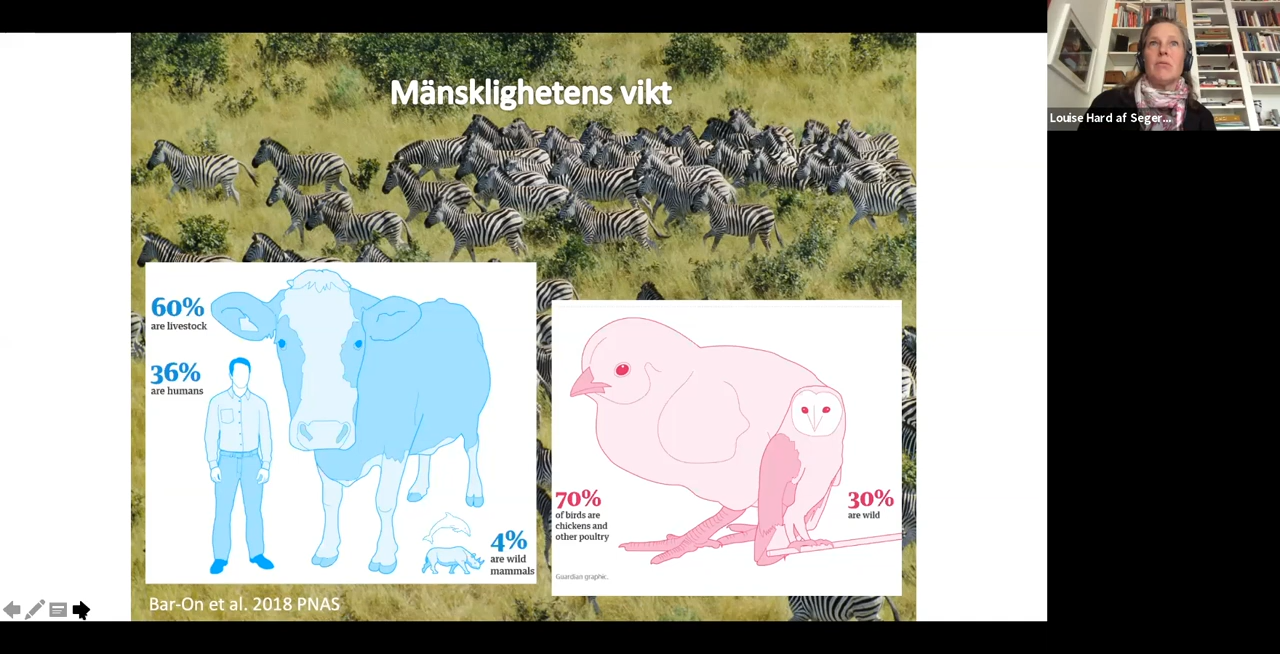 Mänsklighetens vikt
Louise Hard af Seger...
60%
are livestock
36%
are humans
4%
are wild
mammals
70%
of birds are
chickens and
other poultry
30%
are wild
Guardian graphic.
Bar-On et al. 2018 PNAS